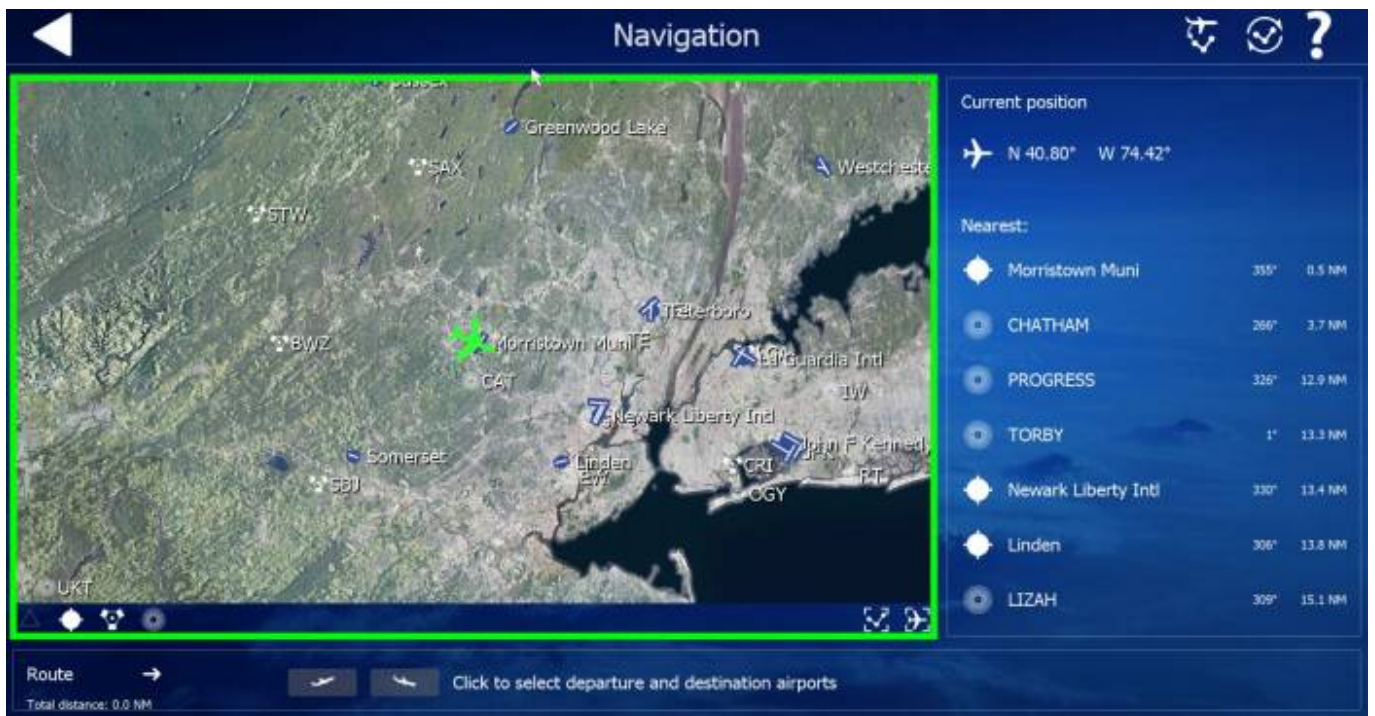 Navigation
Greenwood Lake
SAX
Westcheste
STW
Teterboro
BWZ
Morristown Muni
La Guardia Intl
CAT
IW
Newark Liberty Intl
John F Kennedy
Somerset
Linden
CRI
SBJ
OGY
UKT
Current position
N 40.80° W 74.42°
Nearest:
Morristown Muni 355° 0.5 NM
CHATHAM 266° 3.7 NM
PROGRESS 326° 12.9 NM
TORBY 1° 13.3 NM
Newark Liberty Intl 330° 13.4 NM
Linden 306° 13.8 NM
LIZAH 309° 15.1 NM
Route
Total distance: 0.0 NM
Click to select departure and destination airports